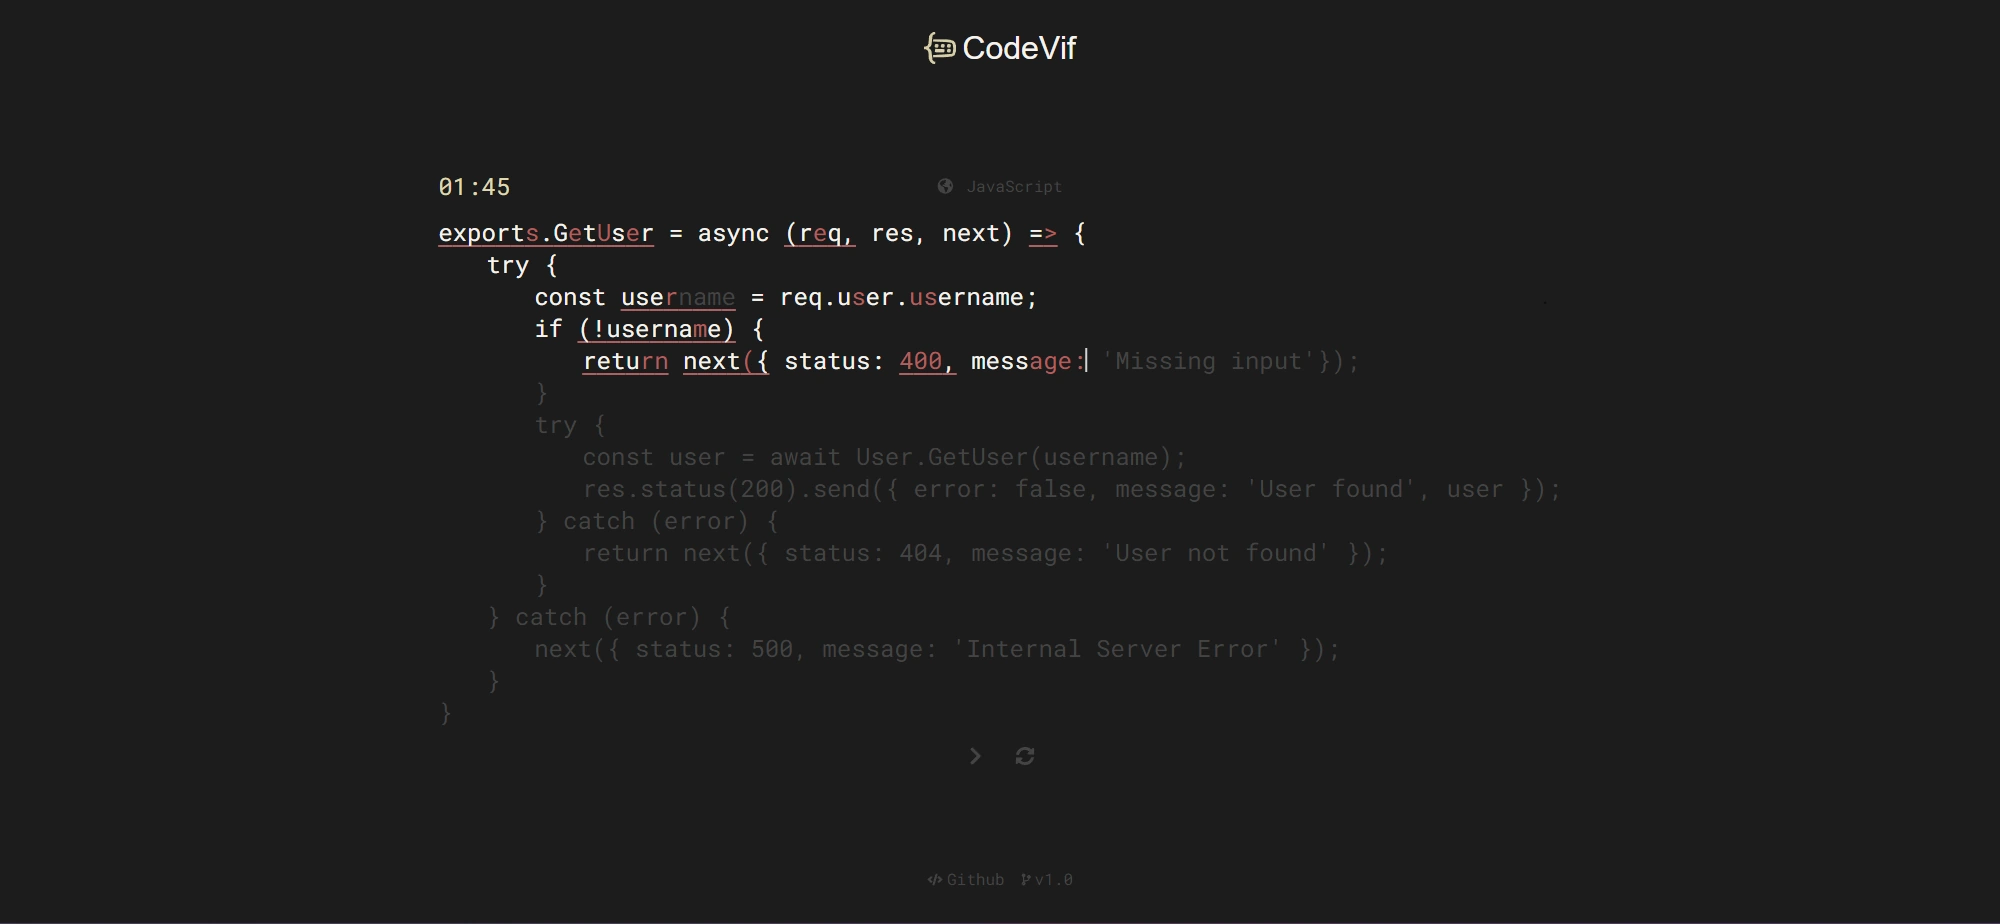 CodeVif
01:45
JavaScript
exports.GetUser = async (req, res, next) => {
    try {
        const username = req.user.username;
        if (!username) {
            return next({ status: 400, message: 'Missing input'});
        }
        try {
            const user = await User.GetUser(username);
            res.status(200).send({ error: false, message: 'User found', user });
        } catch (error) {
            return next({ status: 404, message: 'User not found' });
        }
    } catch (error) {
        next({ status: 500, message: 'Internal Server Error' });
    }
}
Github v1.0